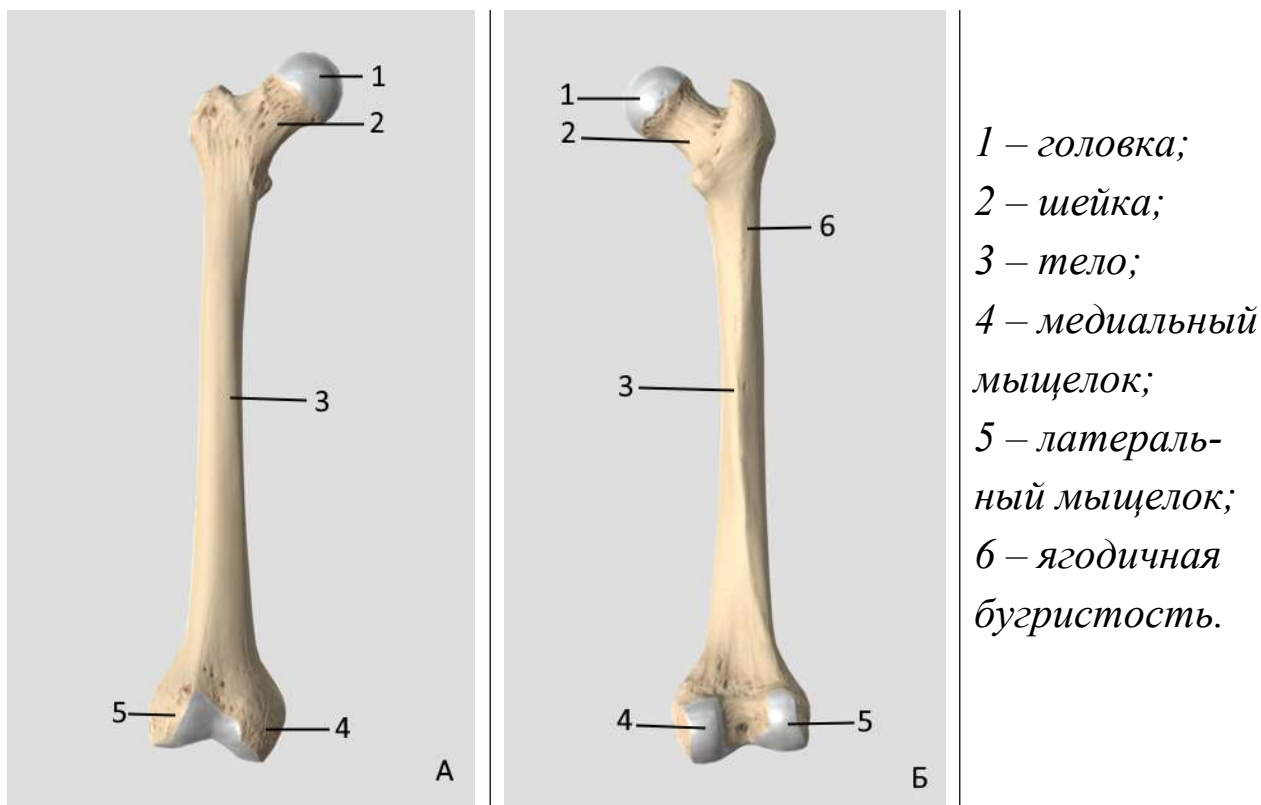 1
2
3
5
4
А
1
2
6
3
4
5
Б
1 – головка;
2 – шейка;
3 – тело;
4 – медиальный
мыщелок;
5 – латераль-
ный мыщелок;
6 – ягодичная
бугристость.